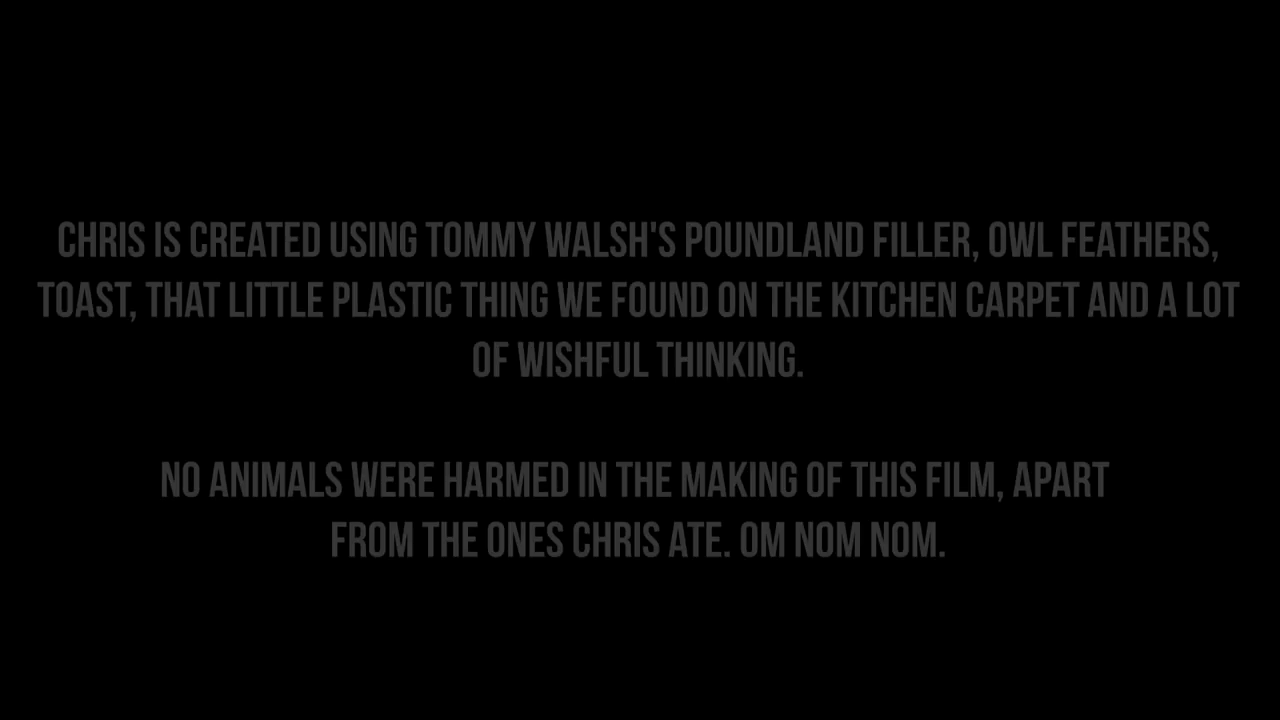 CHRIS IS CREATED USING TOMMY WALSH'S POUNDLAND FILLER, OWL FEATHERS,
TOAST, THAT LITTLE PLASTIC THING WE FOUND ON THE KITCHEN CARPET AND A LOT
OF WISHFUL THINKING.
NO ANIMALS WERE HARMED IN THE MAKING OF THIS FILM, APART
FROM THE ONES CHRIS ATE. OM NOM NOM.